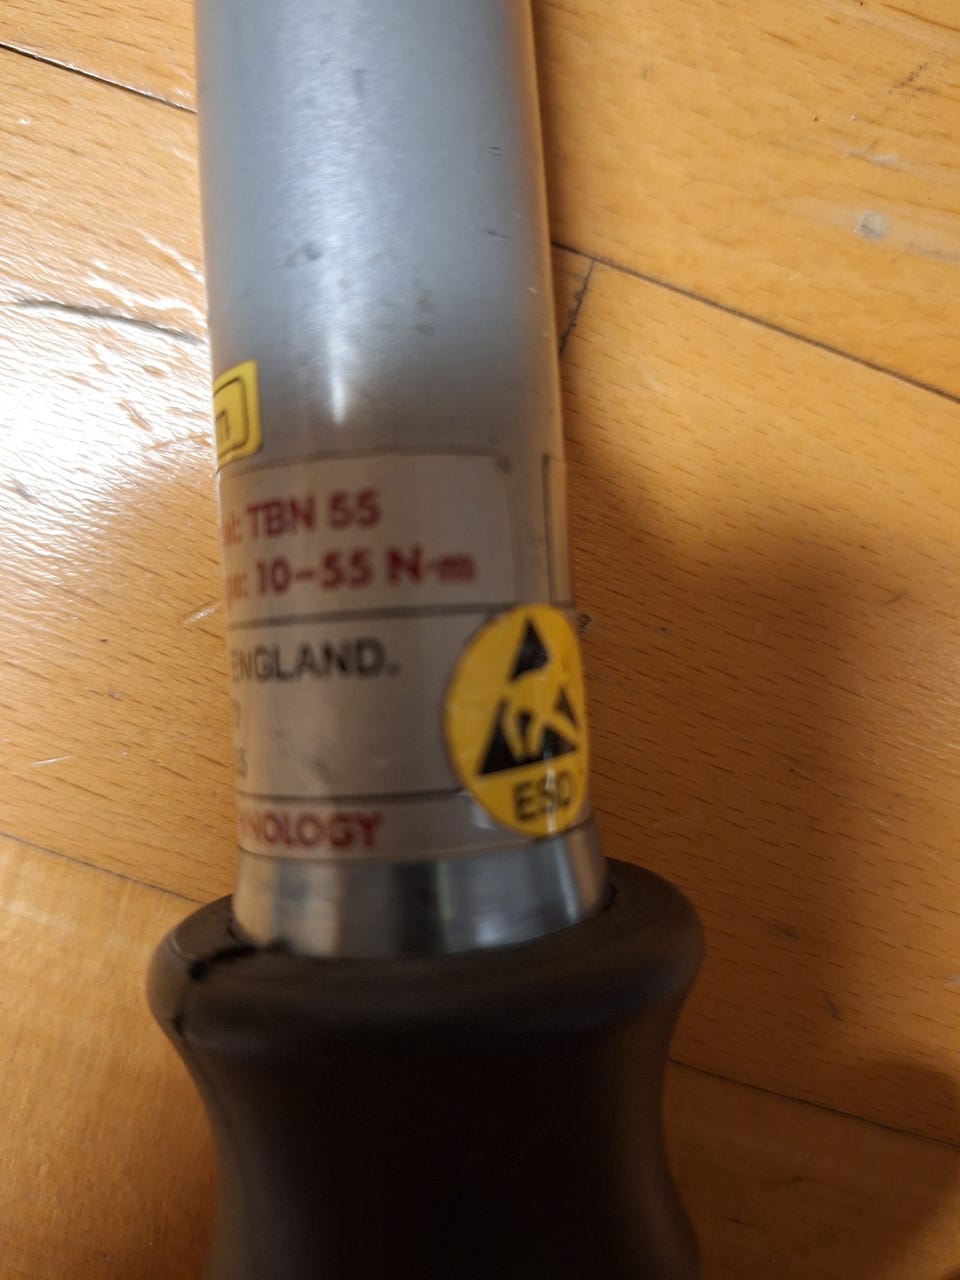 m
TBN 55
10–55 N·m
ENGLAND.
NOLOGY
ESD